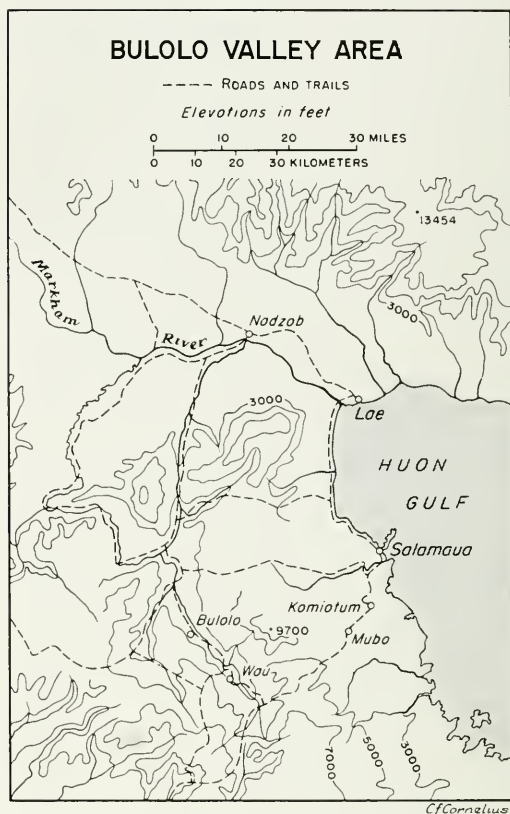 BULOLO VALLEY AREA
ROADS AND TRAILS
Elevations in feet
0 10 20 30 MILES
0 10 20 30 KILOMETERS
13454
Markham
3000
River
Nadzob
3000
Lae
HUON
GULF
Salamaua
Komiatum
Bulolo
9700
Mubo
Wau
7000
5000
3000
CfCornelius